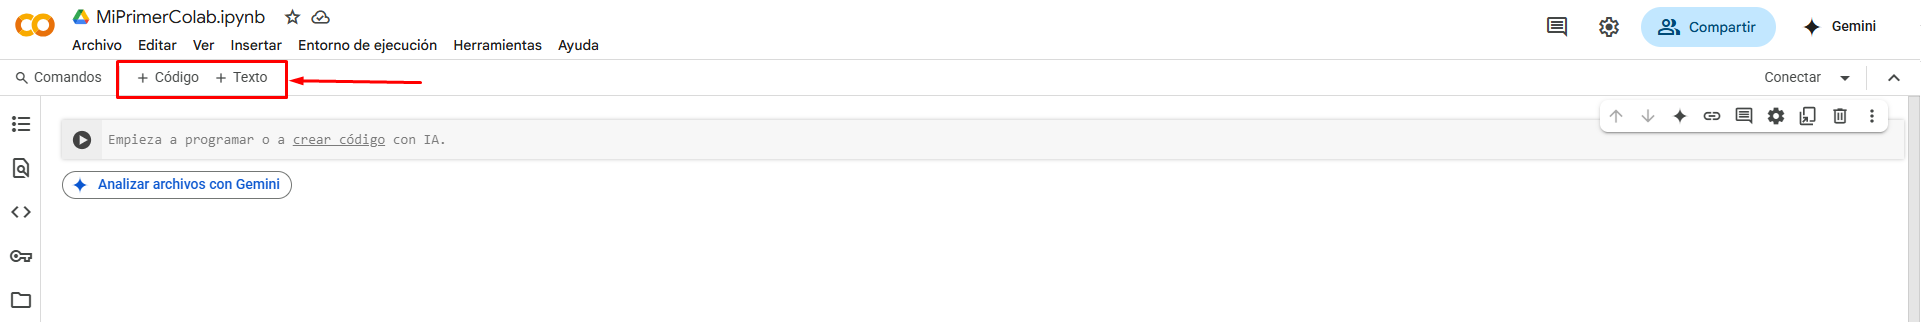 MiPrimerColab.ipynb
Archivo Editar Ver Insertar Entorno de ejecución Herramientas Ayuda
Compartir
Gemini
Comandos + Código + Texto
Conectar
Empieza a programar o a crear código con IA.
Analizar archivos con Gemini